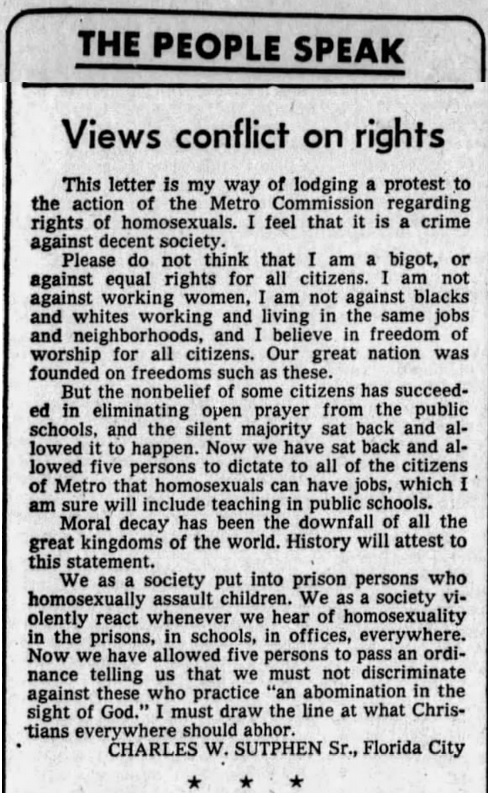 THE PEOPLE SPEAK
Views conflict on rights
This letter is my way of lodging a protest to
the action of the Metro Commission regarding
rights of homosexuals. I feel that it is a crime
against decent society.
Please do not think that I am a bigot, or
against equal rights for all citizens. I am not
against working women, I am not against blacks
and whites working and living in the same jobs
and neighborhoods, and I believe in freedom of
worship for all citizens. Our great nation was
founded on freedoms such as these.
But the nonbelief of some citizens has succeed-
ed in eliminating open prayer from the public
schools, and the silent majority sat back and al-
lowed it to happen. Now we have sat back and al-
lowed five persons to dictate to all of the citizens
of Metro that homosexuals can have jobs, which I
am sure will include teaching in public schools.
Moral decay has been the downfall of all the
great kingdoms of the world. History will attest to
this statement.
We as a society put into prison persons who
homosexually assault children. We as a society vi-
olently react whenever we hear of homosexuality
in the prisons, in schools, in offices, everywhere.
Now we have allowed five persons to pass an ordi-
nance telling us that we must not discriminate
against these who practice “an abomination in the
sight of God.” I must draw the line at what Chris-
tians everywhere should abhor.
CHARLES W. SUTPHEN Sr., Florida City
★ ★ ★